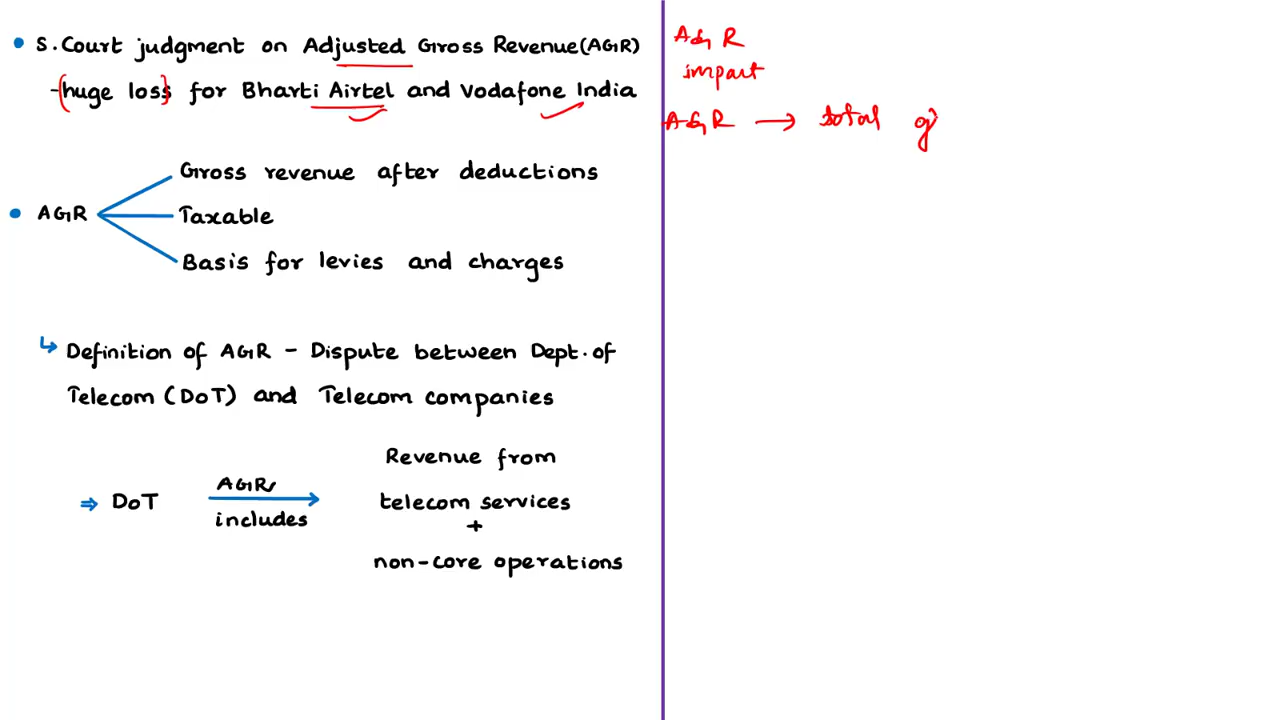 S. Court judgment on Adjusted Gross Revenue (AGR)
- (huge loss) for Bharti Airtel and Vodafone India
Gross revenue after deductions
AGR
Taxable
Basis for levies and charges
Definition of AGR - Dispute between Dept. of
Telecom (DoT) and Telecom companies
Revenue from
⇒ DoT AGR includes telecom services
+
non-core operations
AGR
impact
AGR → total g